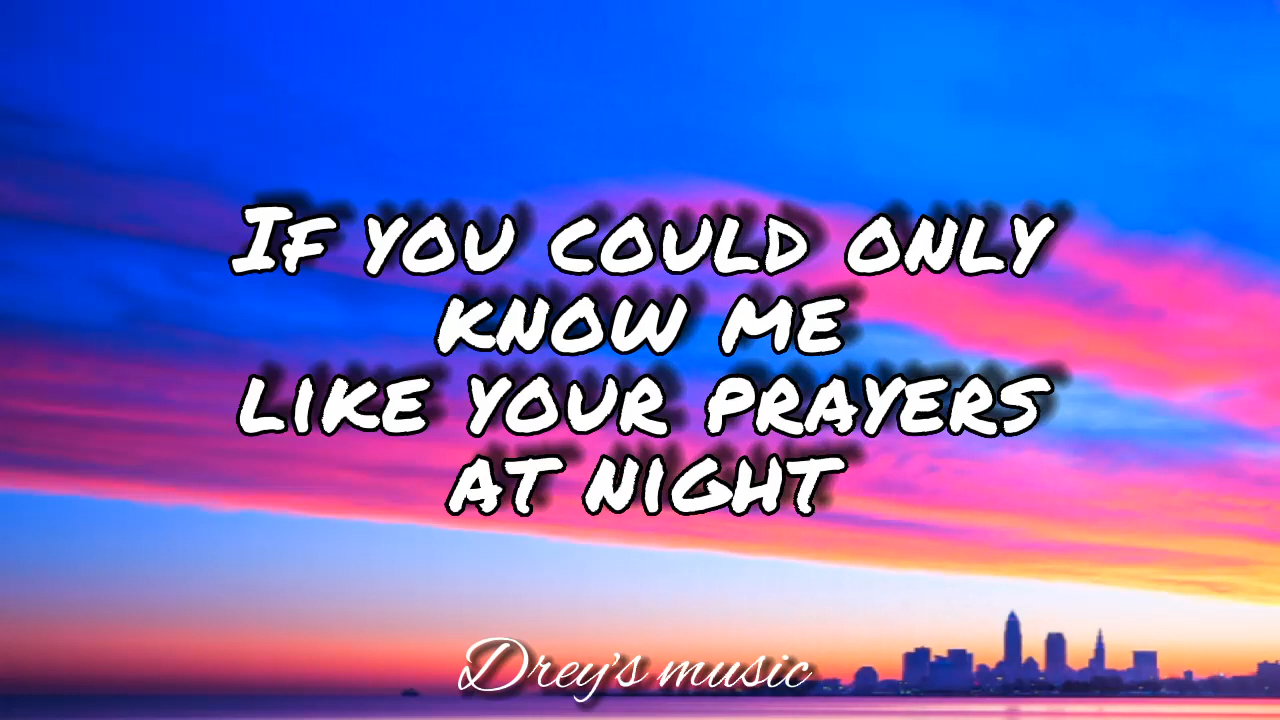 If you could only
know me
like your prayers
at night
Drey's music